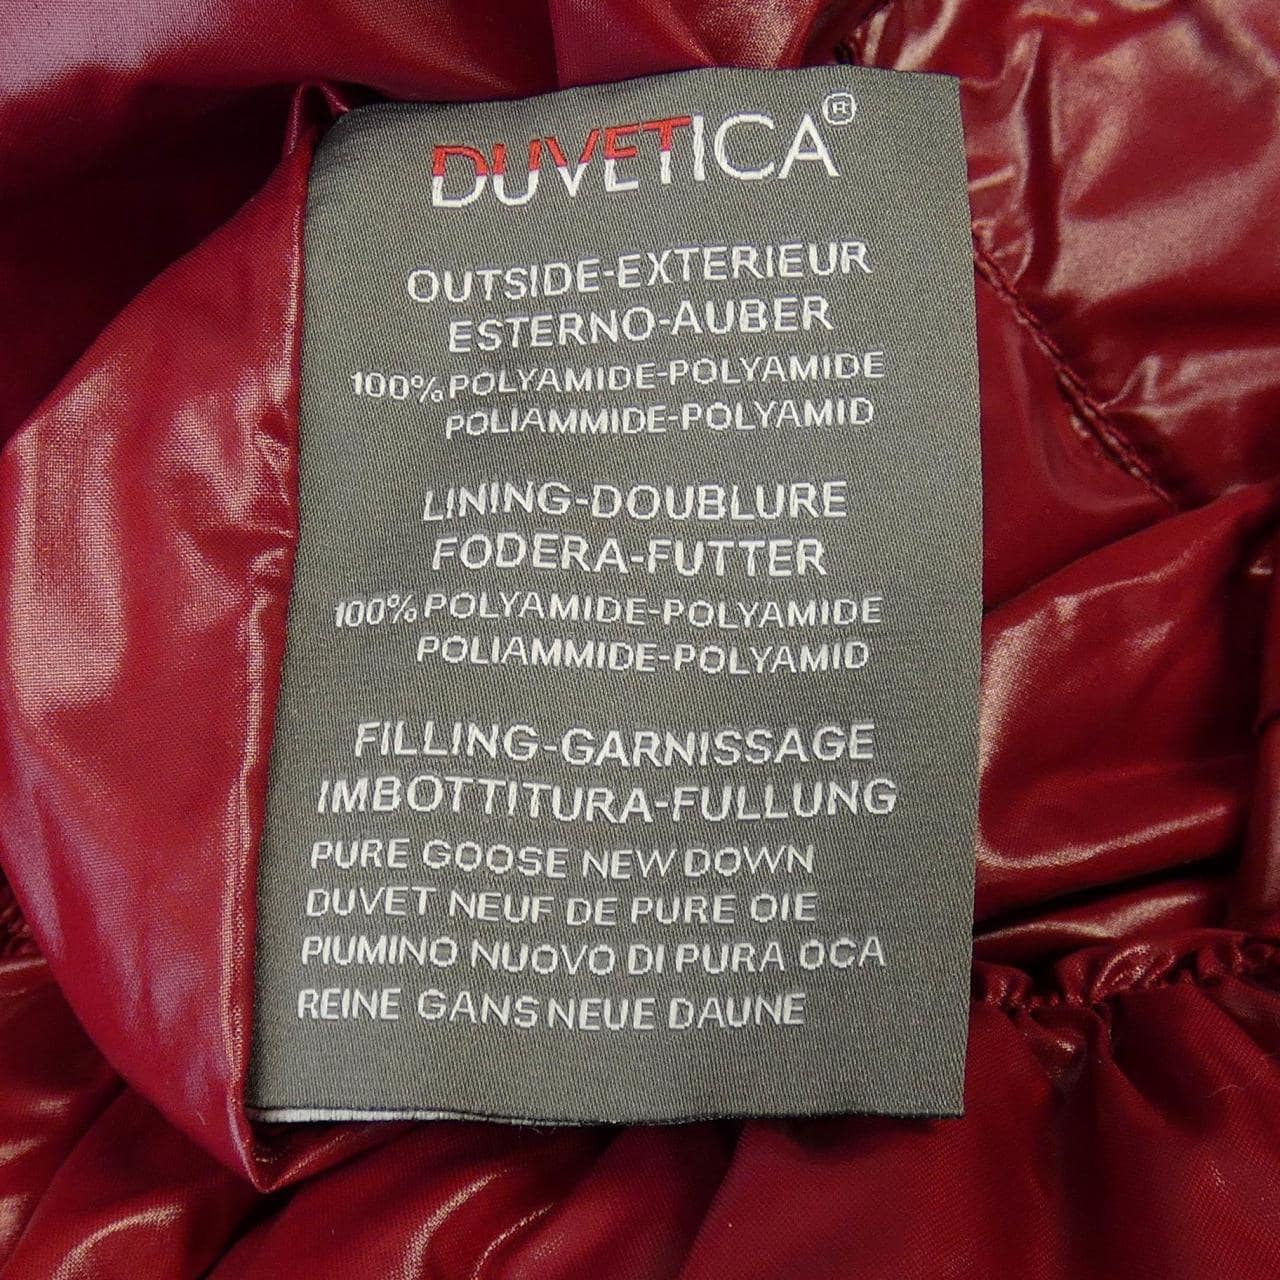 DUVETICA®
OUTSIDE-EXTERIEUR
ESTERNO-AUBER
100% POLYAMIDE-POLYAMIDE
POLIAMMIDE-POLYAMID
LINING-DOUBLURE
FODERA-FUTTER
100% POLYAMIDE-POLYAMIDE
POLIAMMIDE-POLYAMID
FILLING-GARNISSAGE
IMBOTTITURA-FULLUNG
PURE GOOSE NEW DOWN
DUVET NEUF DE PURE OIE
PIUMINO NUOVO DI PURA OCA
REINE GANS NEUE DAUNE